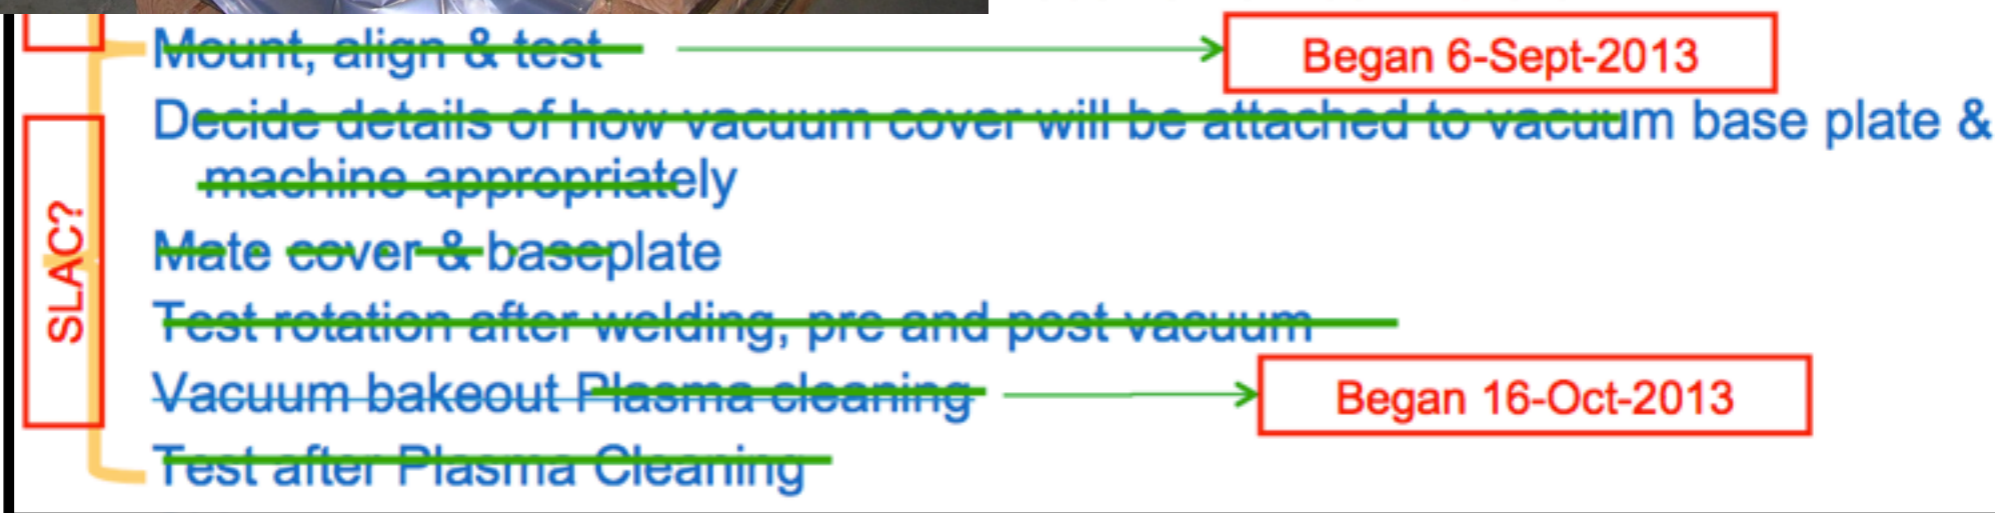 Mount, align & test
Began 6-Sept-2013
Decide details of how vacuum cover will be attached to vacuum base plate &
machine appropriately
SLAC?
Mate cover & baseplate
Test rotation after welding, pre and post vacuum
Vacuum bakeout Plasma cleaning
Began 16-Oct-2013
Test after Plasma Cleaning